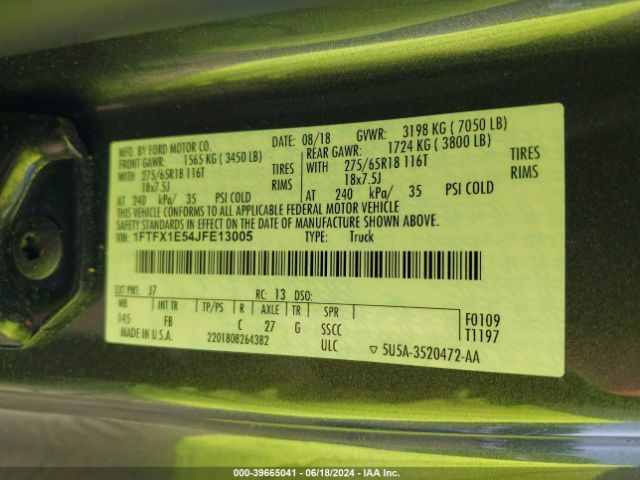 MFD. BY FORD MOTOR CO. DATE: 08/18 GVWR: 3198 KG ( 7050 LB)
FRONT GAWR: 1565 KG ( 3450 LB) REAR GAWR: 1724 KG ( 3800 LB)
WITH 275/65R18 116T TIRES WITH 275/65R18 116T TIRES
18x7.5J RIMS 18x7.5J RIMS
AT 240 kPa/ 35 PSI COLD AT 240 kPa/ 35 PSI COLD
THIS VEHICLE CONFORMS TO ALL APPLICABLE FEDERAL MOTOR VEHICLE
SAFETY STANDARDS IN EFFECT ON THE DATE OF MANUFACTURE SHOWN ABOVE.
VIN: 1FTFX1E54JFE13005 TYPE: Truck
EXT PNT: J7 RC: 13 DSO:
WB INT TR TP/PS R AXLE TR SPR F0109
145 FB C 27 G SSCC T1197
MADE IN U.S.A. 2201808264382 ULC ▽ 5U5A-3520472-AA
000-39665041 - 06/18/2024 - IAA Inc.